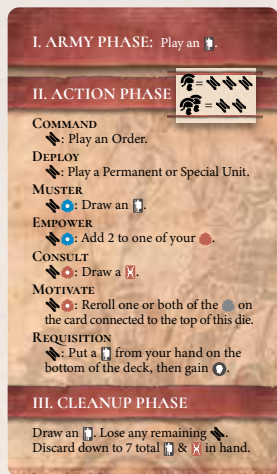 I. ARMY PHASE: Play an .
= 
II. ACTION PHASE
= 
COMMAND
: Play an Order.
DEPLOY
: Play a Permanent or Special Unit.
MUSTER
: Draw an .
EMPOWER
: Add 2 to one of your .
CONSULT
: Draw a .
MOTIVATE
: Reroll one or both of the on
the card connected to the top of this die.
REQUISITION
: Put a from your hand on the
bottom of the deck, then gain .
III. CLEANUP PHASE
Draw an . Lose any remaining .
Discard down to 7 total & in hand.